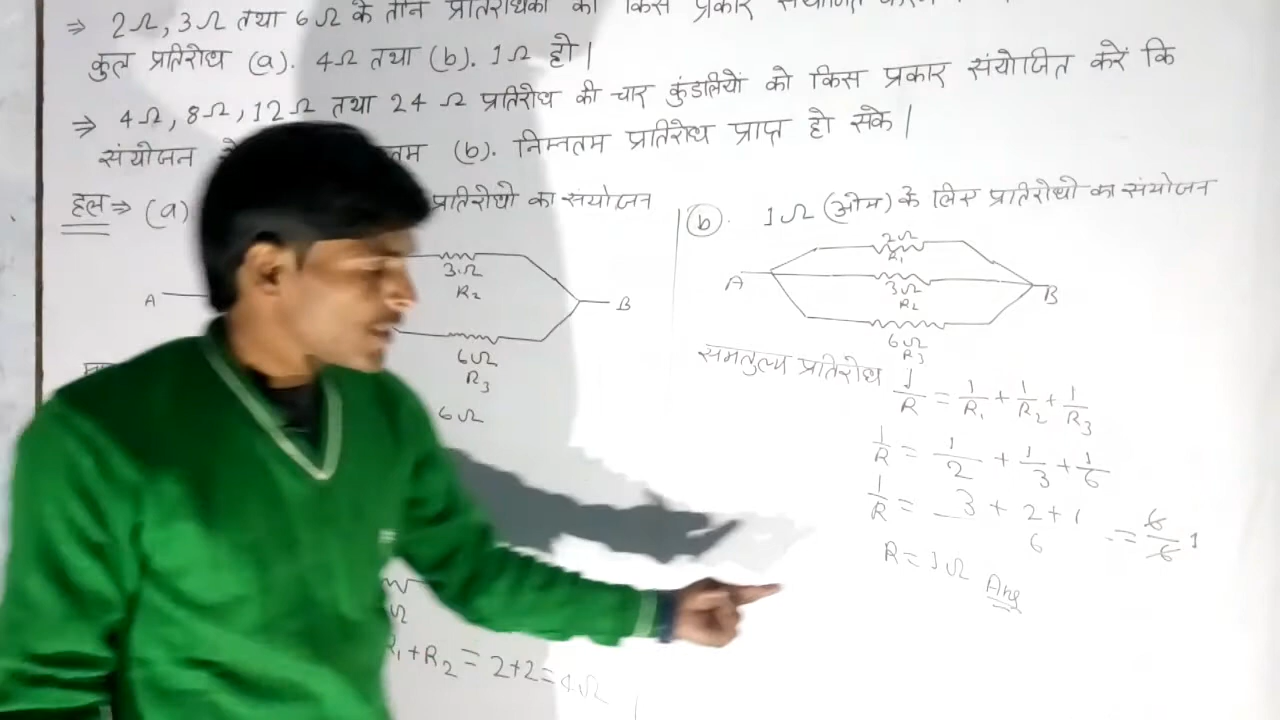 ⇒ 2Ω, 3Ω तथा 6Ω के तीन प्रतिरोधकों को किस प्रकार संयोजित
कुल प्रतिरोध (a). 4Ω तथा (b). 1Ω हो।
⇒ 4Ω, 8Ω, 12Ω तथा 24 Ω प्रतिरोध की चार कुंडलियों को किस प्रकार संयोजित करें कि
संयोजन (b). निम्नतम प्रतिरोध प्राप्त हो सके।
हल ⇒ (a) प्रतिरोधो का संयोजन
A
3Ω
R₂
B
6Ω
R₃
6Ω
R₁+R₂ = 2+2=4Ω
(b). 1Ω (ओम) के लिए प्रतिरोधो का संयोजन
2Ω
R₁
A
3Ω
R₂
B
6Ω
R₃
समतुल्य प्रतिरोध 1/R = 1/R₁ + 1/R₂ + 1/R₃
1/R = 1/2 + 1/3 + 1/6
1/R = (3 + 2 + 1)/6 = 6/6 1
R = 1Ω Ans